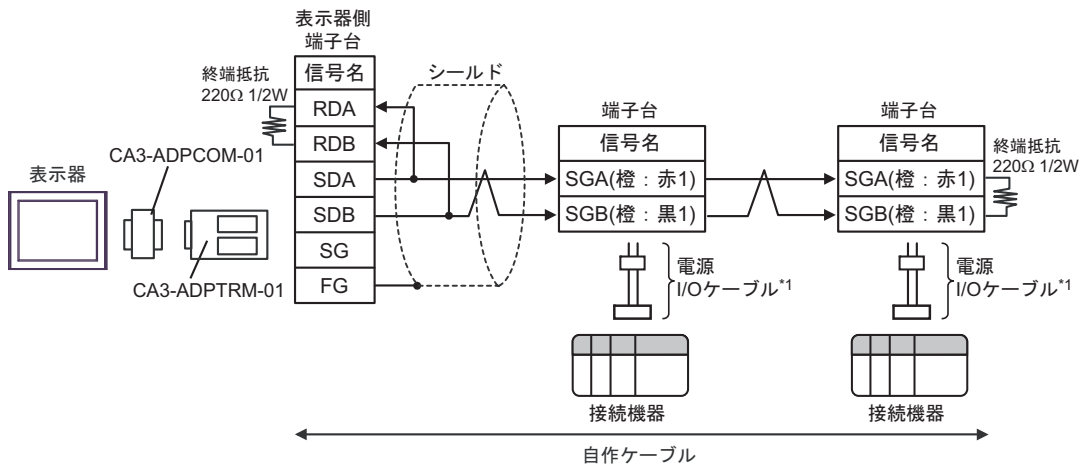 表示器側
端子台
終端抵抗
220Ω 1/2W
信号名
RDA
RDB
SDA
SDB
SG
FG
シールド
表示器
CA3-ADPCOM-01
CA3-ADPTRM-01
端子台
信号名
SGA(橙：赤1)
SGB(橙：黒1)
電源
I/Oケーブル*1
接続機器
端子台
信号名
SGA(橙：赤1)
SGB(橙：黒1)
終端抵抗
220Ω 1/2W
電源
I/Oケーブル*1
接続機器
自作ケーブル